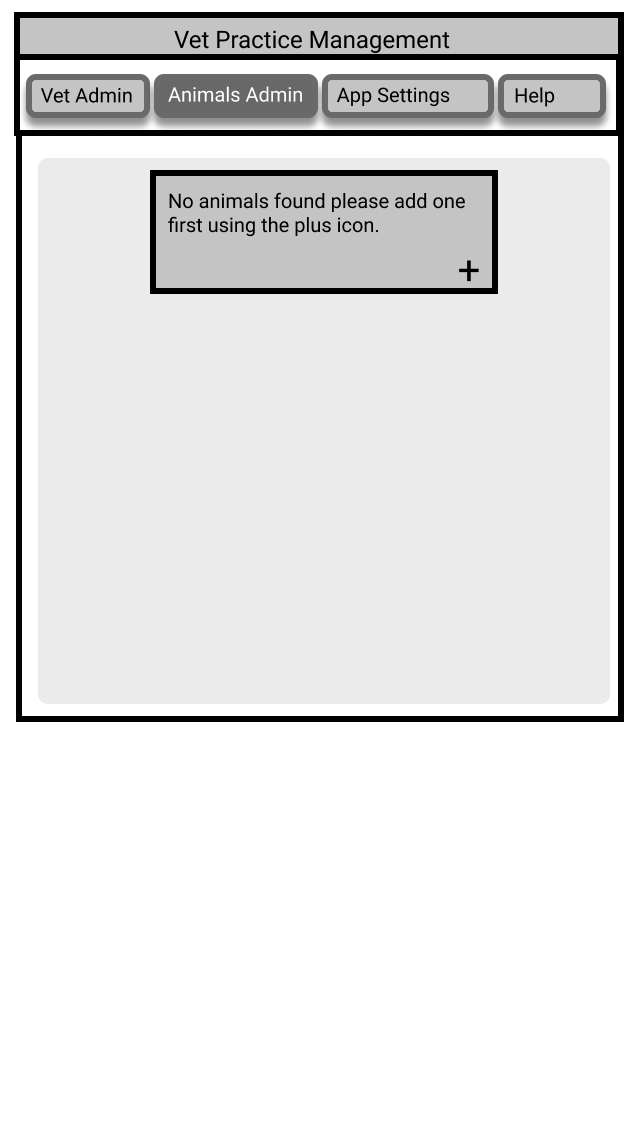 Vet Practice Management
Vet Admin
Animals Admin
App Settings
Help
No animals found please add one
first using the plus icon.
+